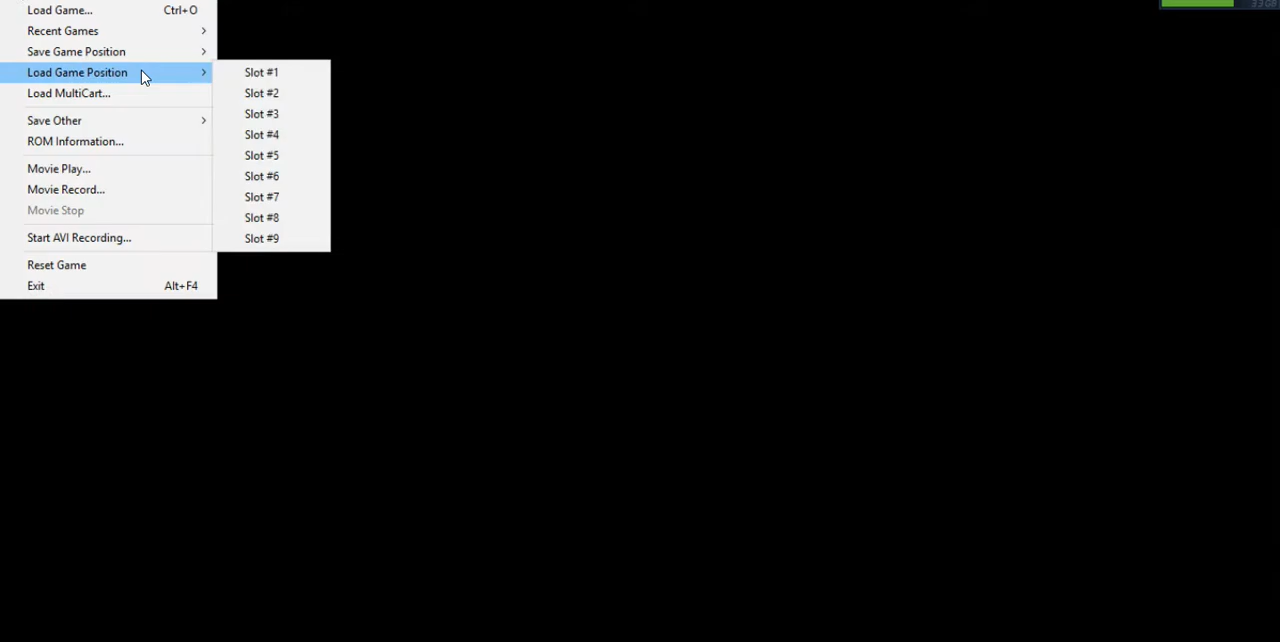 Load Game... Ctrl+O
Recent Games
Save Game Position
Load Game Position
Load MultiCart...
Save Other
ROM Information...
Movie Play...
Movie Record...
Movie Stop
Start AVI Recording...
Reset Game
Exit Alt+F4
Slot #1
Slot #2
Slot #3
Slot #4
Slot #5
Slot #6
Slot #7
Slot #8
Slot #9